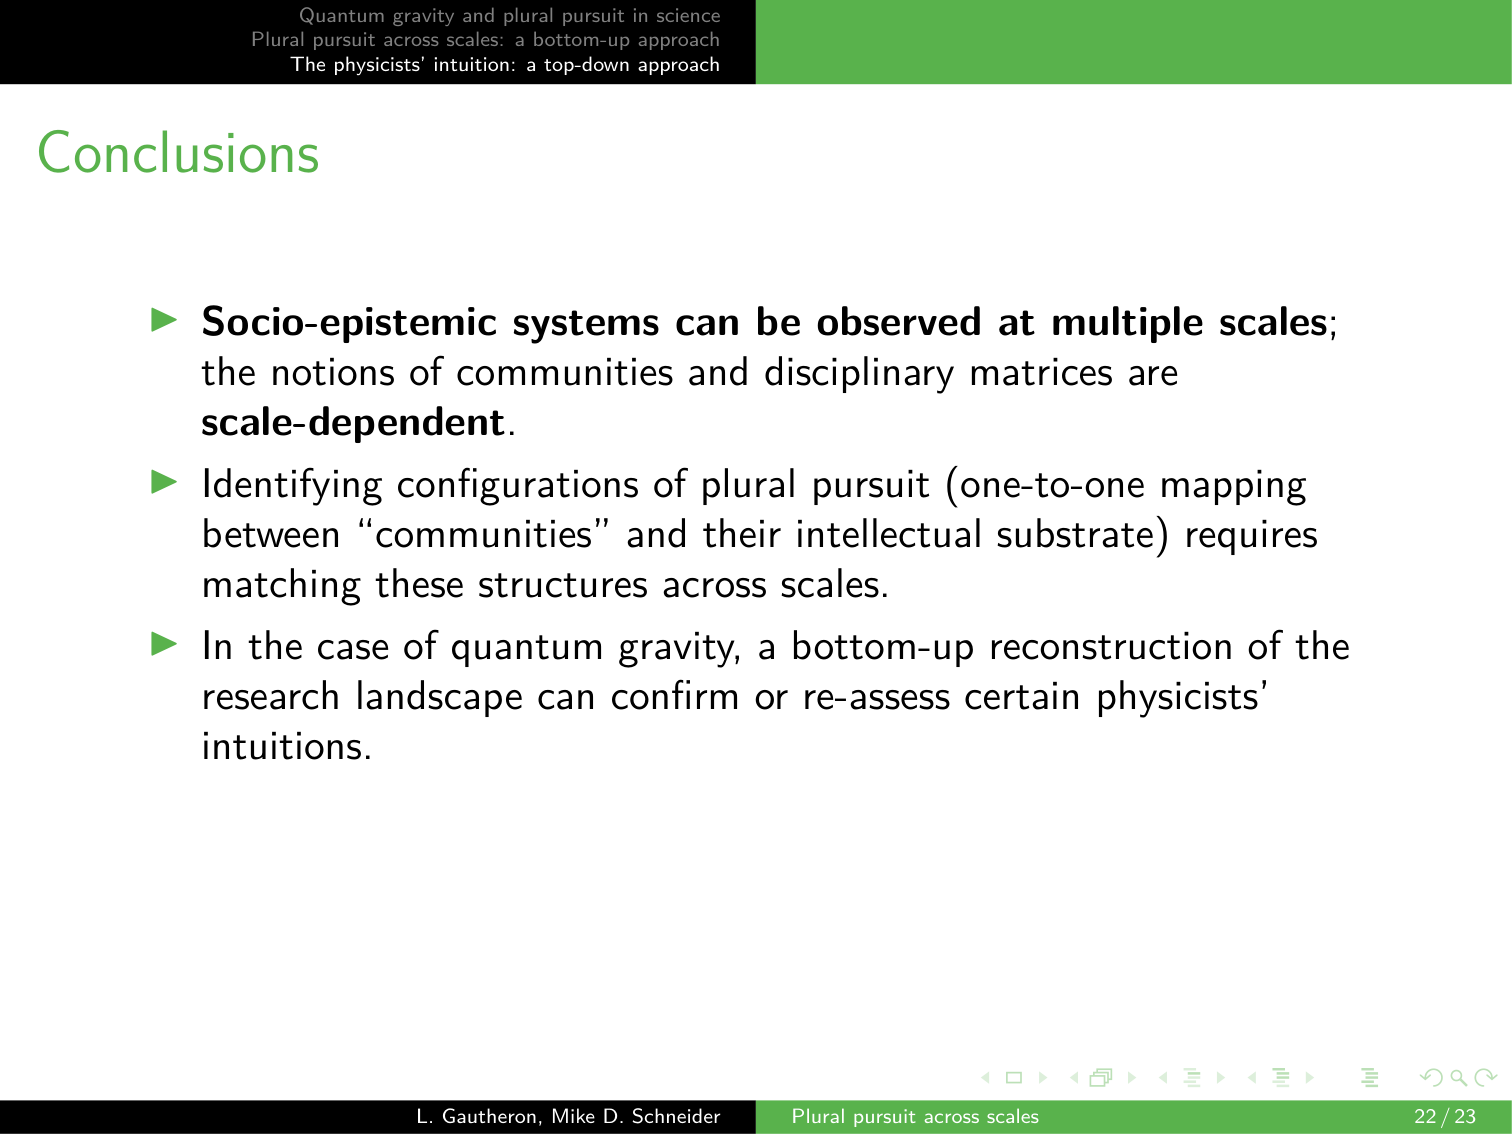 Quantum gravity and plural pursuit in science
Plural pursuit across scales: a bottom-up approach
The physicists’ intuition: a top-down approach
Conclusions
Socio-epistemic systems can be observed at multiple scales;
the notions of communities and disciplinary matrices are
scale-dependent.
Identifying configurations of plural pursuit (one-to-one mapping
between “communities” and their intellectual substrate) requires
matching these structures across scales.
In the case of quantum gravity, a bottom-up reconstruction of the
research landscape can confirm or re-assess certain physicists’
intuitions.
L. Gautheron, Mike D. Schneider
Plural pursuit across scales
22 / 23